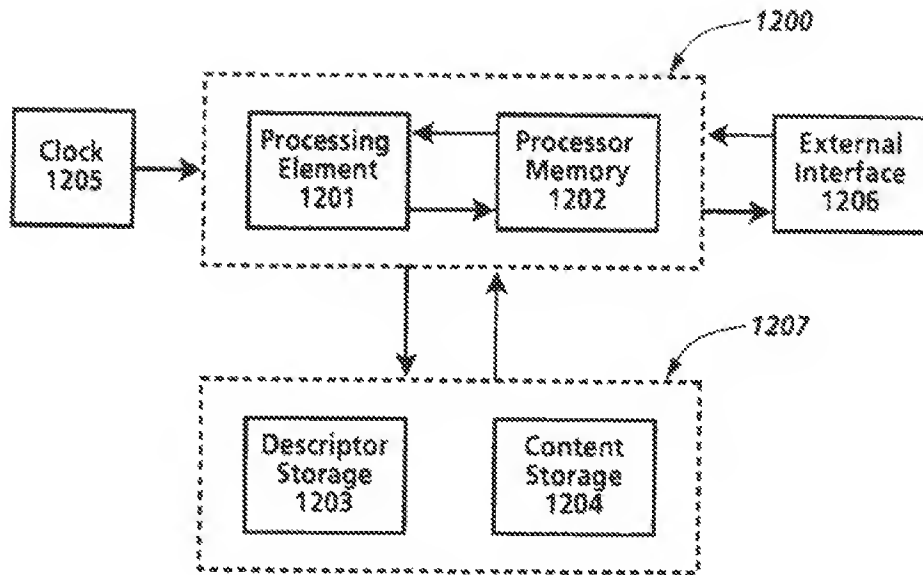 1200
Clock
1205
Processing
Element
1201
Processor
Memory
1202
External
Interface
1206
1207
Descriptor
Storage
1203
Content
Storage
1204